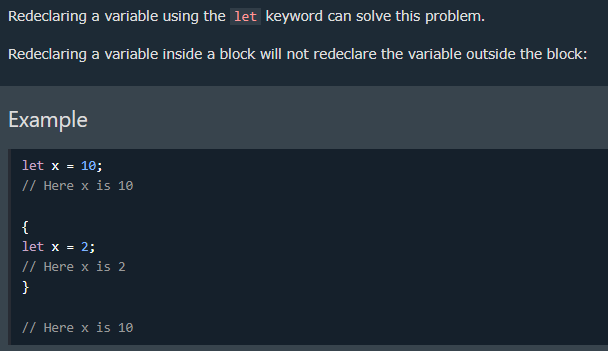 Redeclaring a variable using the let keyword can solve this problem.
Redeclaring a variable inside a block will not redeclare the variable outside the block:
Example
let x = 10;
// Here x is 10
{
let x = 2;
// Here x is 2
}
// Here x is 10